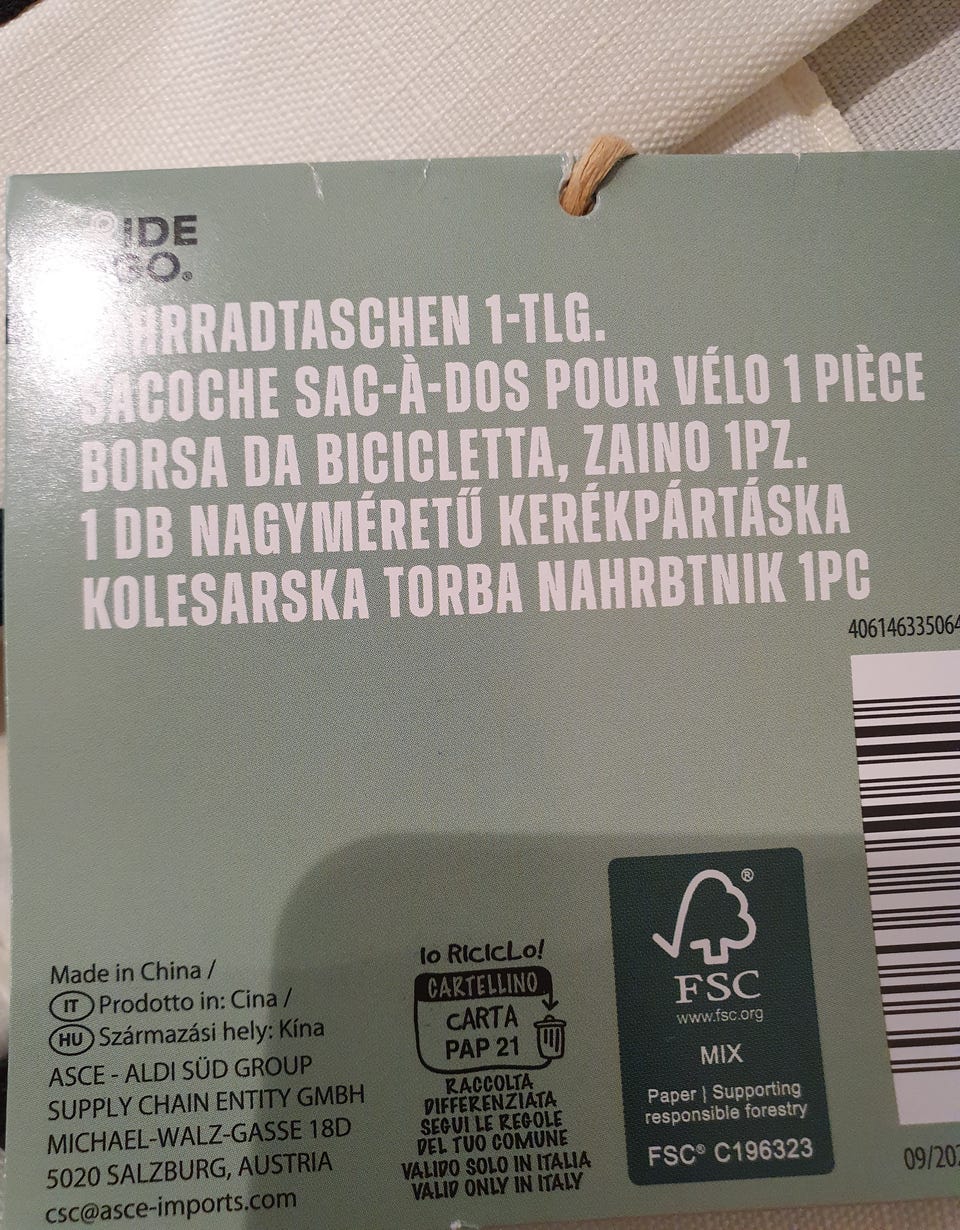 IDE
GO.
HRRADTASCHEN 1-TLG.
SACOCHE SAC-À-DOS POUR VÉLO 1 PIÈCE
BORSA DA BICICLETTA, ZAINO 1PZ.
1 DB NAGYMÉRETŰ KERÉKPÁRTÁSKA
KOLESARSKA TORBA NAHRBTNIK 1PC
40614633506
Made in China /
IT Prodotto in: Cina /
HU Származási hely: Kína
ASCE - ALDI SÜD GROUP
SUPPLY CHAIN ENTITY GMBH
MICHAEL-WALZ-GASSE 18D
5020 SALZBURG, AUSTRIA
csc@asce-imports.com
Io RICICLO!
CARTELLINO
CARTA
PAP 21
RACCOLTA
DIFFERENZIATA
SEGUI LE REGOLE
DEL TUO COMUNE
VALIDO SOLO IN ITALIA
VALID ONLY IN ITALY
®
FSC
www.fsc.org
MIX
Paper | Supporting
responsible forestry
FSC® C196323
09/202